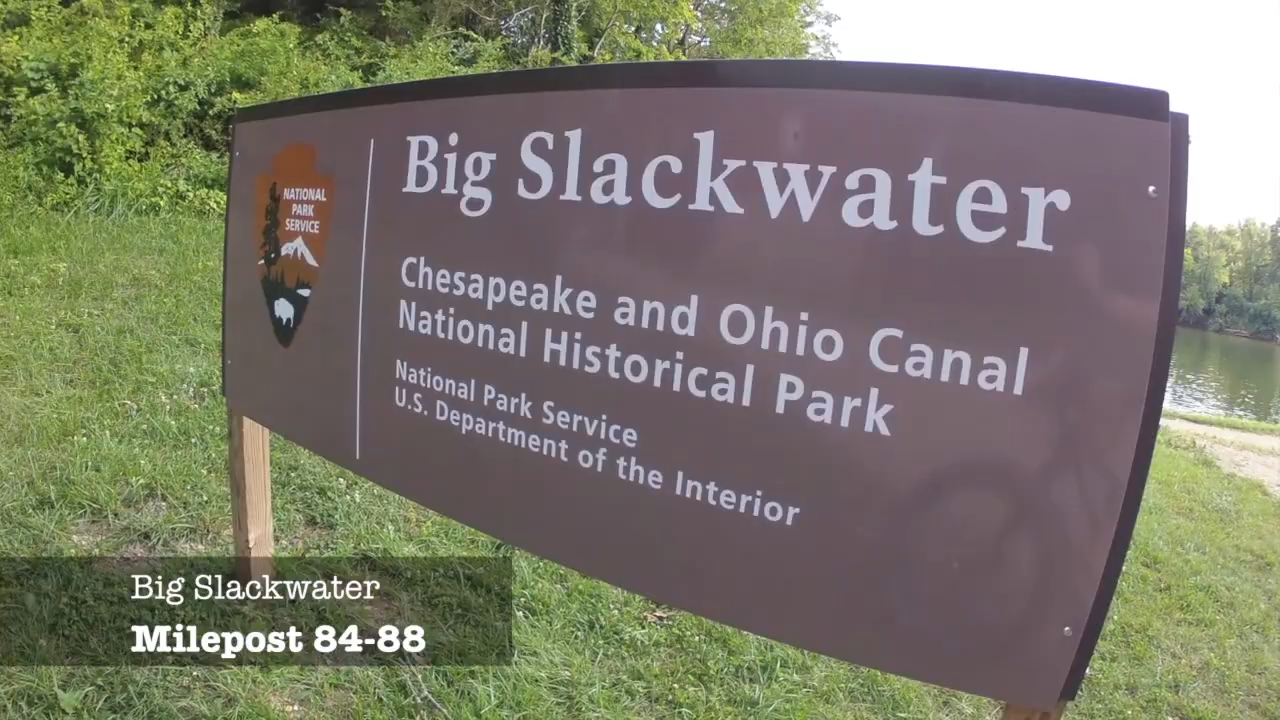 NATIONAL
PARK
SERVICE
Big Slackwater
Chesapeake and Ohio Canal
National Historical Park
National Park Service
U.S. Department of the Interior
Big Slackwater
Milepost 84-88